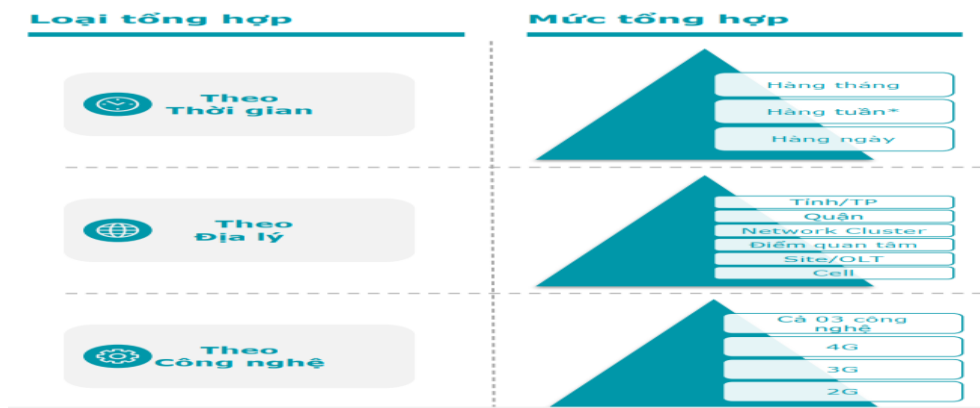 Loại tổng hợp
Mức tổng hợp
Theo
Thời gian
Hàng tháng
Hàng tuần*
Hàng ngày
Theo
Địa lý
Tỉnh/TP
Quận
Network Cluster
Điểm quan tâm
Site/OLT
Cell
Theo
Công nghệ
Cả 03 công
nghệ
4G
3G
2G